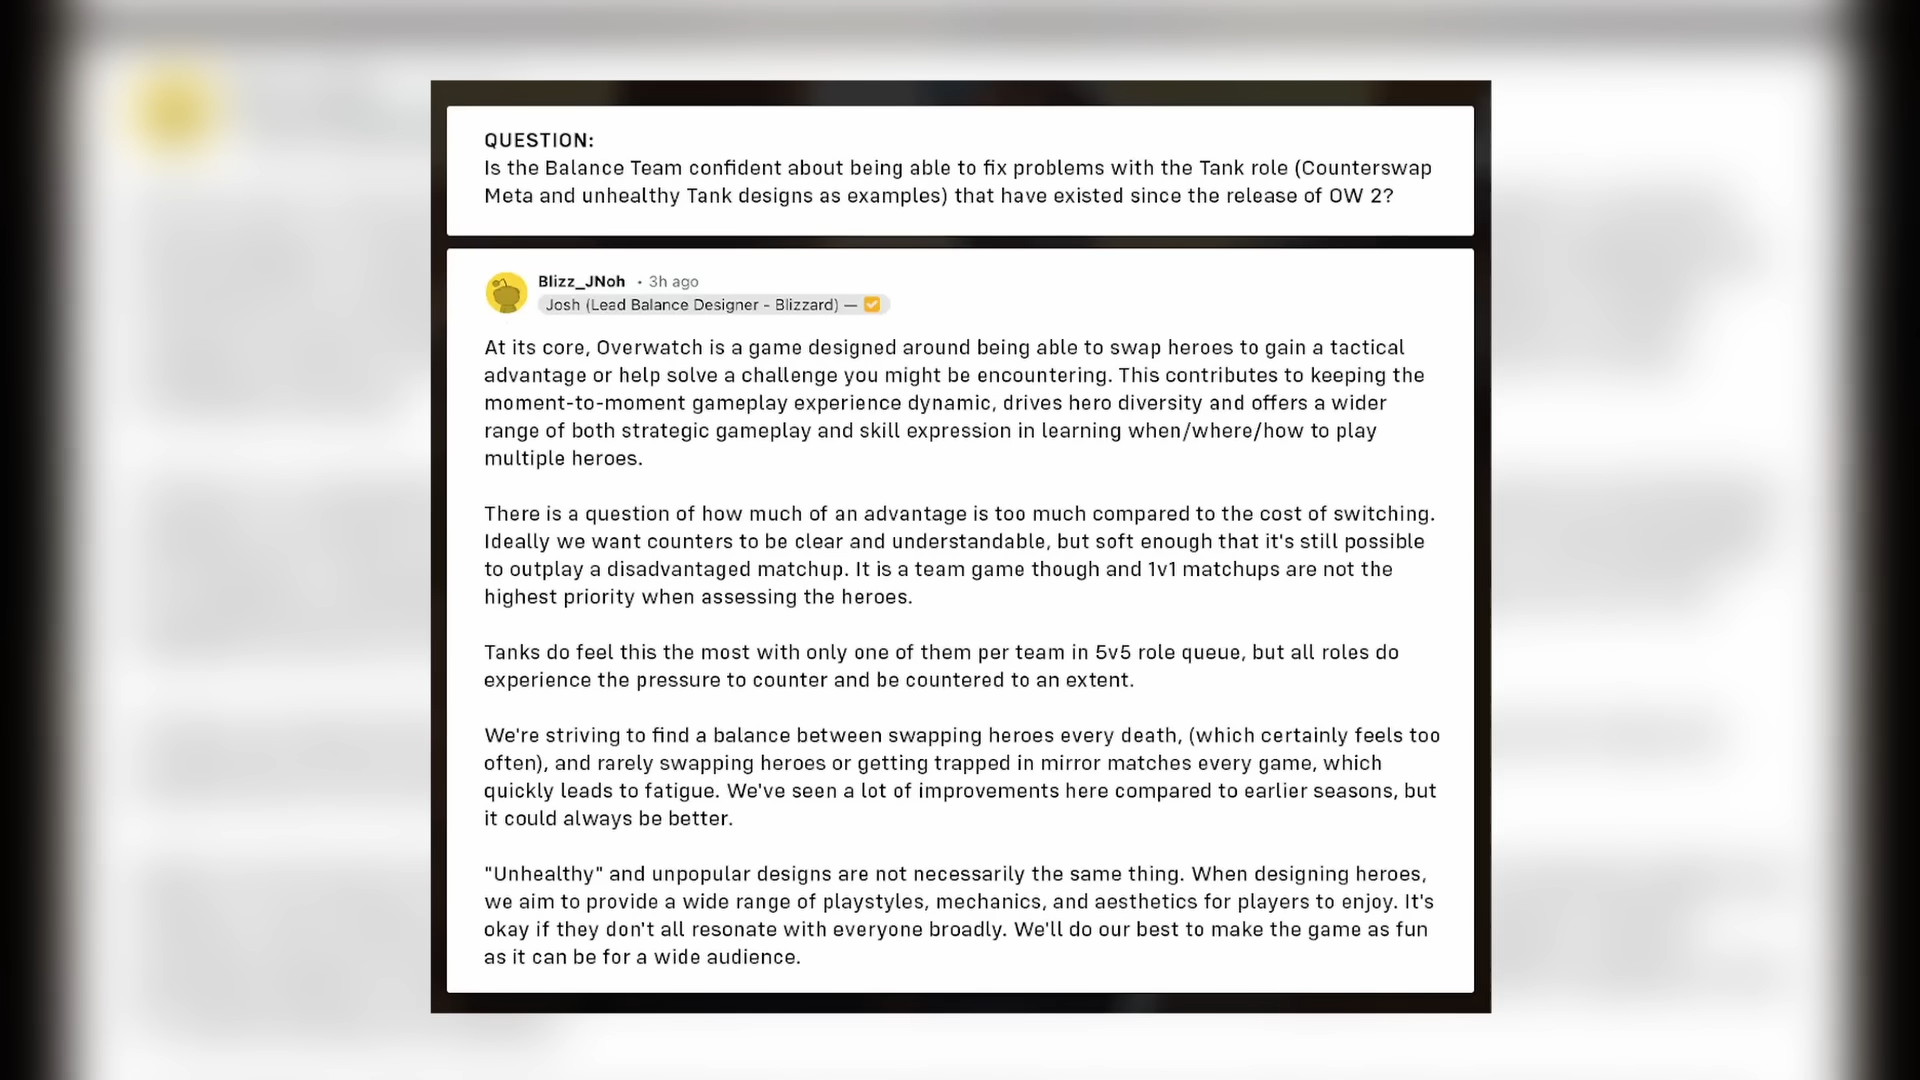 QUESTION:
Is the Balance Team confident about being able to fix problems with the Tank role (Counterswap
Meta and unhealthy Tank designs as examples) that have existed since the release of OW 2?
Blizz_JNoh • 3h ago
Josh (Lead Balance Designer - Blizzard) — ✅
At its core, Overwatch is a game designed around being able to swap heroes to gain a tactical
advantage or help solve a challenge you might be encountering. This contributes to keeping the
moment-to-moment gameplay experience dynamic, drives hero diversity and offers a wider
range of both strategic gameplay and skill expression in learning when/where/how to play
multiple heroes.
There is a question of how much of an advantage is too much compared to the cost of switching.
Ideally we want counters to be clear and understandable, but soft enough that it's still possible
to outplay a disadvantaged matchup. It is a team game though and 1v1 matchups are not the
highest priority when assessing the heroes.
Tanks do feel this the most with only one of them per team in 5v5 role queue, but all roles do
experience the pressure to counter and be countered to an extent.
We're striving to find a balance between swapping heroes every death, (which certainly feels too
often), and rarely swapping heroes or getting trapped in mirror matches every game, which
quickly leads to fatigue. We've seen a lot of improvements here compared to earlier seasons, but
it could always be better.
"Unhealthy" and unpopular designs are not necessarily the same thing. When designing heroes,
we aim to provide a wide range of playstyles, mechanics, and aesthetics for players to enjoy. It's
okay if they don't all resonate with everyone broadly. We'll do our best to make the game as fun
as it can be for a wide audience.